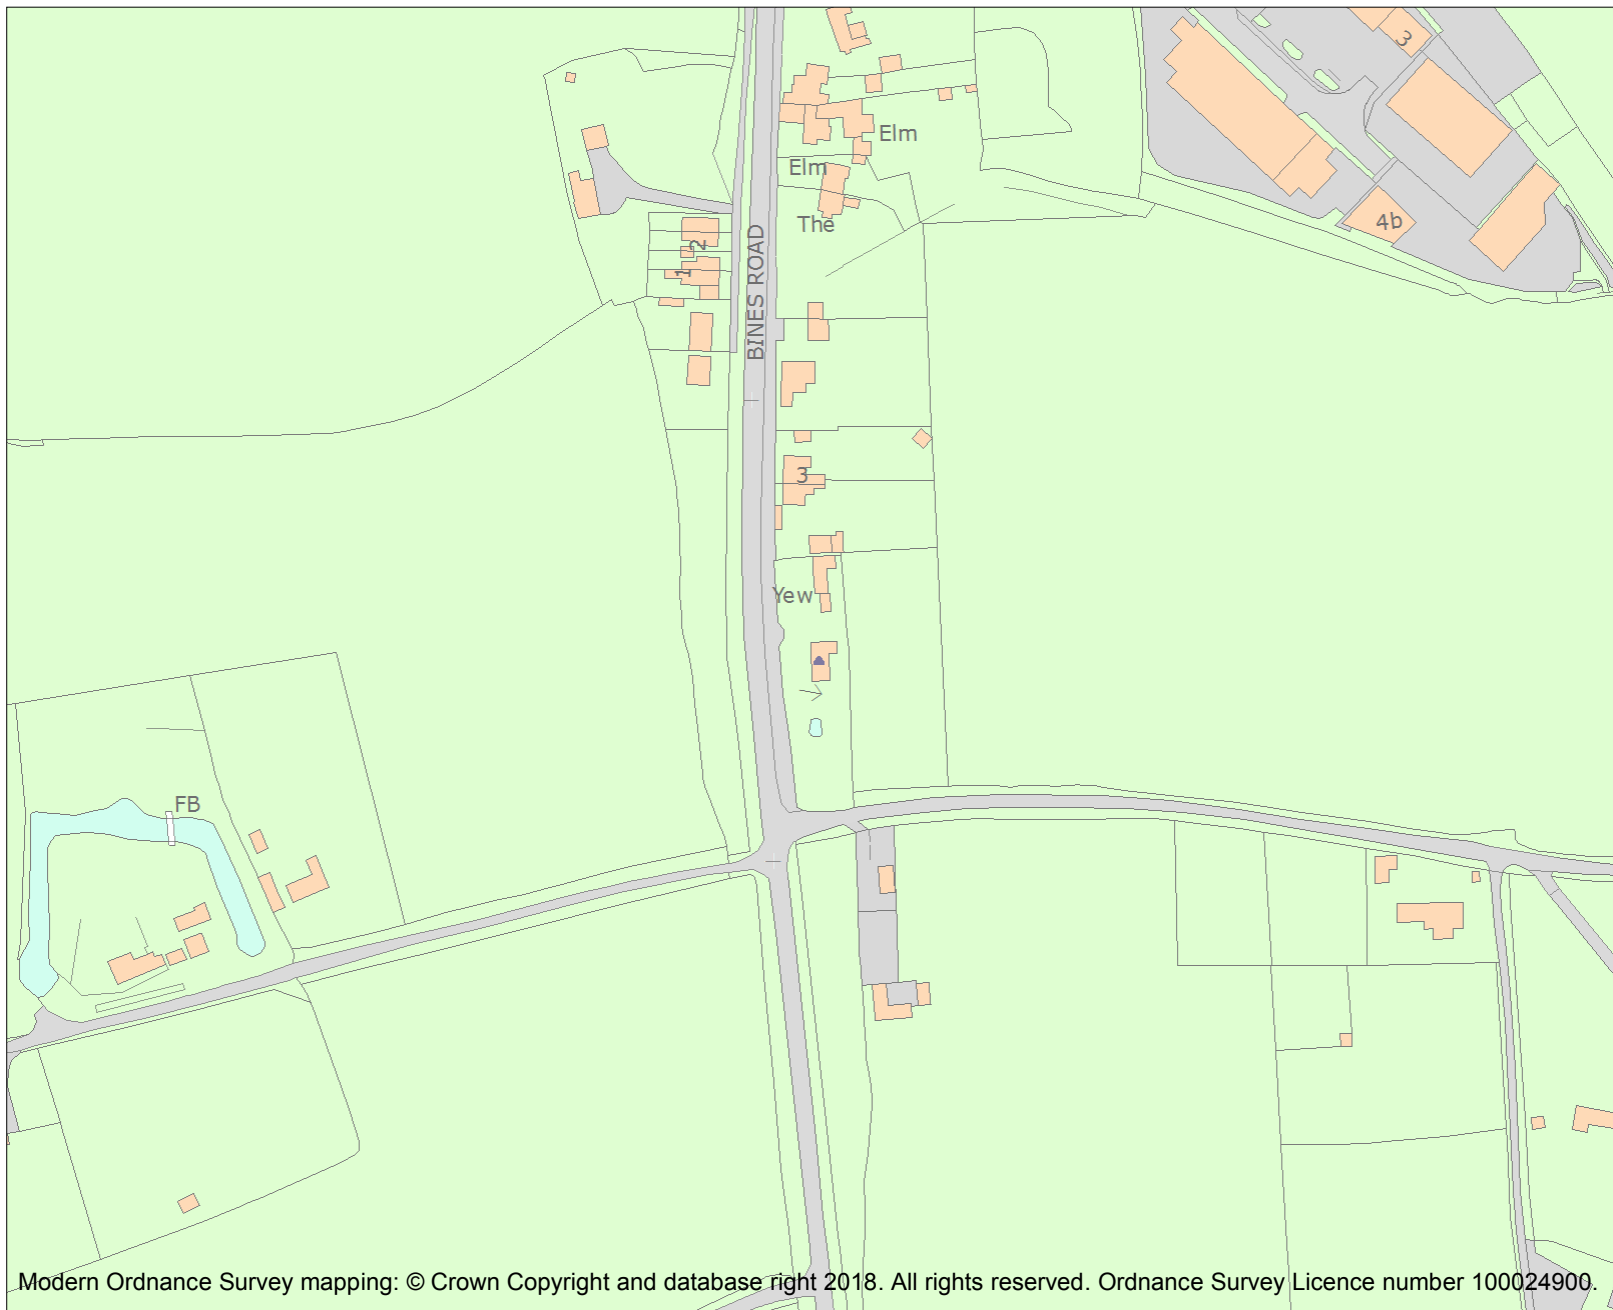 3
Elm
Elm
4b
The
2
1
BINES ROAD
3
Yew
FB
Modern Ordnance Survey mapping: © Crown Copyright and database right 2018. All rights reserved. Ordnance Survey Licence number 100024900.